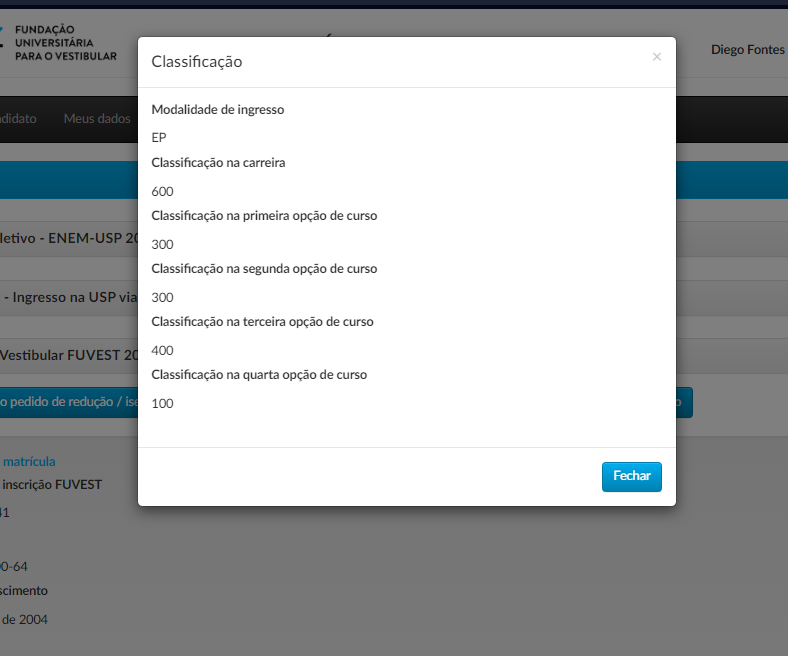 FUNDAÇÃO
UNIVERSITÁRIA
PARA O VESTIBULAR
Diego Fontes
didato Meus dados
Classificação ×
Modalidade de ingresso
EP
Classificação na carreira
600
Classificação na primeira opção de curso
300
Classificação na segunda opção de curso
300
Classificação na terceira opção de curso
400
Classificação na quarta opção de curso
100
Fechar
letivo - ENEM-USP 20
- Ingresso na USP via
Vestibular FUVEST 20
o pedido de redução / ise
o
matrícula
inscrição FUVEST
41
00-64
scimento
de 2004